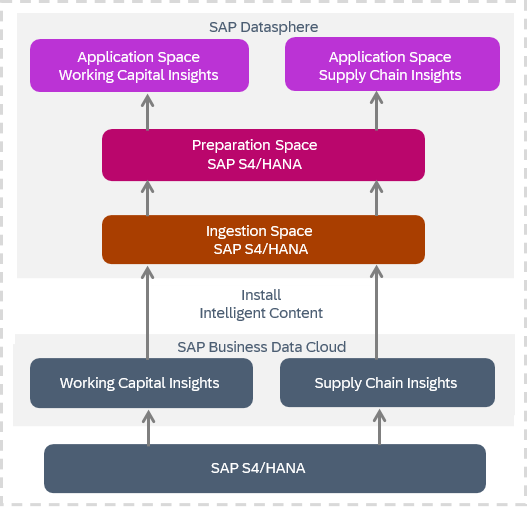 SAP Datasphere
Application Space
Working Capital Insights
Application Space
Supply Chain Insights
Preparation Space
SAP S4/HANA
Ingestion Space
SAP S4/HANA
Install
Intelligent Content
SAP Business Data Cloud
Working Capital Insights
Supply Chain Insights
SAP S4/HANA